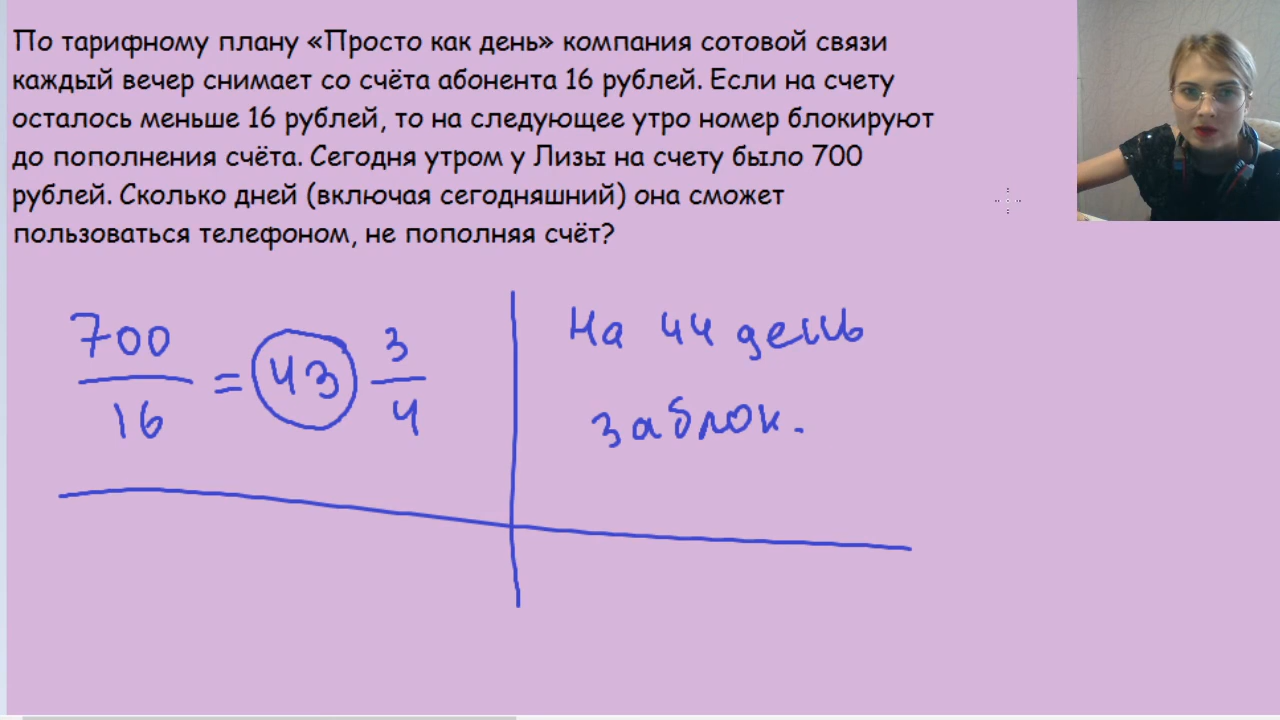 По тарифному плану «Просто как день» компания сотовой связи
каждый вечер снимает со счёта абонента 16 рублей. Если на счету
осталось меньше 16 рублей, то на следующее утро номер блокируют
до пополнения счёта. Сегодня утром у Лизы на счету было 700
рублей. Сколько дней (включая сегодняшний) она сможет
пользоваться телефоном, не пополняя счёт?
700/16 = 43 3/4
На 44 день
заблок.